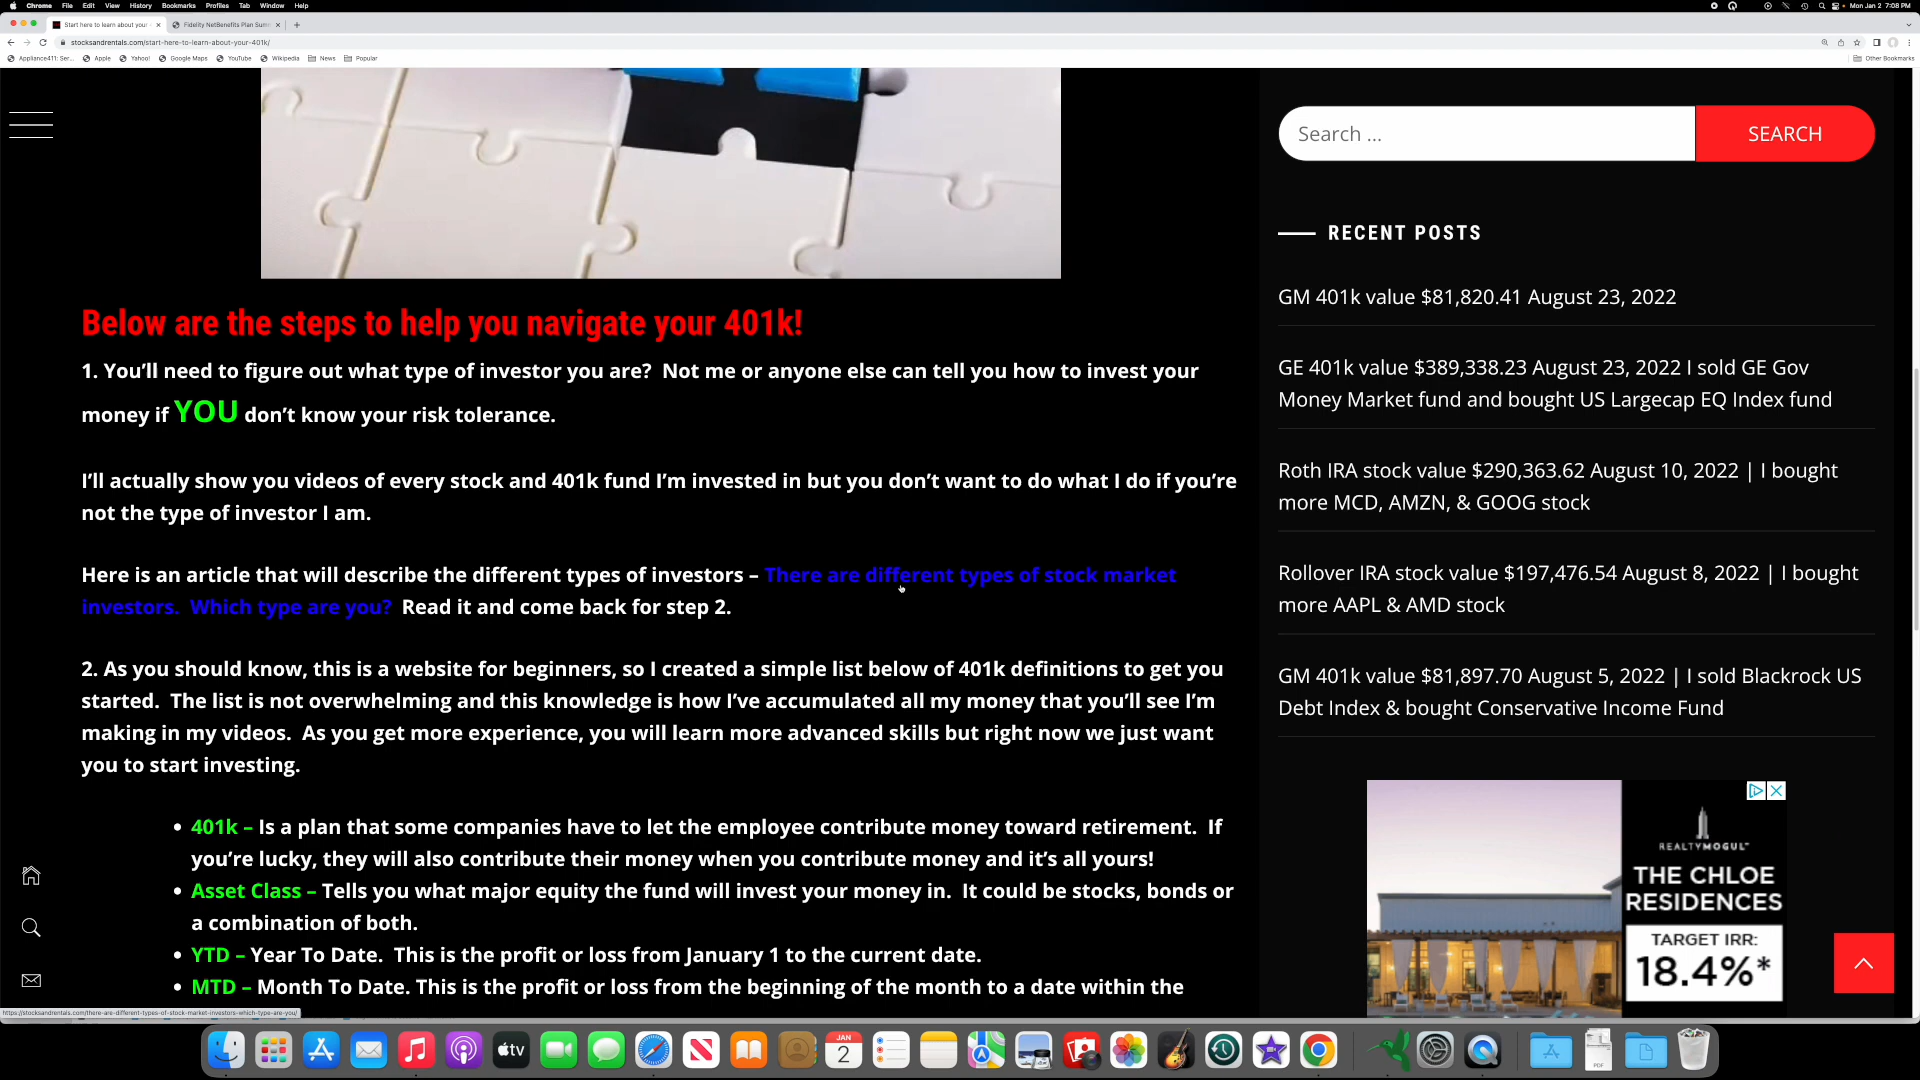 Chrome File Edit View History Bookmarks Profiles Tab Window Help Mon Jan 2 7:08 PM
Start here to learn about your Fidelity NetBenefits Plan Sum
stocksandrentals.com/start-here-to-learn-about-your-401k/
Appliance411: Ser... Apple Yahoo! Google Maps YouTube Wikipedia News Popular Other Bookmarks
Search ... SEARCH
RECENT POSTS
GM 401k value $81,820.41 August 23, 2022
GE 401k value $389,338.23 August 23, 2022 I sold GE Gov
Money Market fund and bought US Largecap EQ Index fund
Roth IRA stock value $290,363.62 August 10, 2022 | I bought
more MCD, AMZN, & GOOG stock
Rollover IRA stock value $197,476.54 August 8, 2022 | I bought
more AAPL & AMD stock
GM 401k value $81,897.70 August 5, 2022 | I sold Blackrock US
Debt Index & bought Conservative Income Fund
Below are the steps to help you navigate your 401k!
1. You’ll need to figure out what type of investor you are?  Not me or anyone else can tell you how to invest your
money if YOU don’t know your risk tolerance.
I’ll actually show you videos of every stock and 401k fund I’m invested in but you don’t want to do what I do if you’re
not the type of investor I am.
Here is an article that will describe the different types of investors – There are different types of stock market
investors.  Which type are you?  Read it and come back for step 2.
2. As you should know, this is a website for beginners, so I created a simple list below of 401k definitions to get you
started.  The list is not overwhelming and this knowledge is how I’ve accumulated all my money that you’ll see I’m
making in my videos.  As you get more experience, you will learn more advanced skills but right now we just want
you to start investing.
• 401k – Is a plan that some companies have to let the employee contribute money toward retirement.  If
you’re lucky, they will also contribute their money when you contribute money and it’s all yours!
• Asset Class – Tells you what major equity the fund will invest your money in.  It could be stocks, bonds or
a combination of both.
• YTD – Year To Date.  This is the profit or loss from January 1 to the current date.
• MTD – Month To Date. This is the profit or loss from the beginning of the month to a date within the
REALTYMOGUL
THE CHLOE
RESIDENCES
TARGET IRR:
18.4%*
https://stocksandrentals.com/there-are-different-types-of-stock-market-investors-which-type-are-you/
tv
JAN
2
PDF